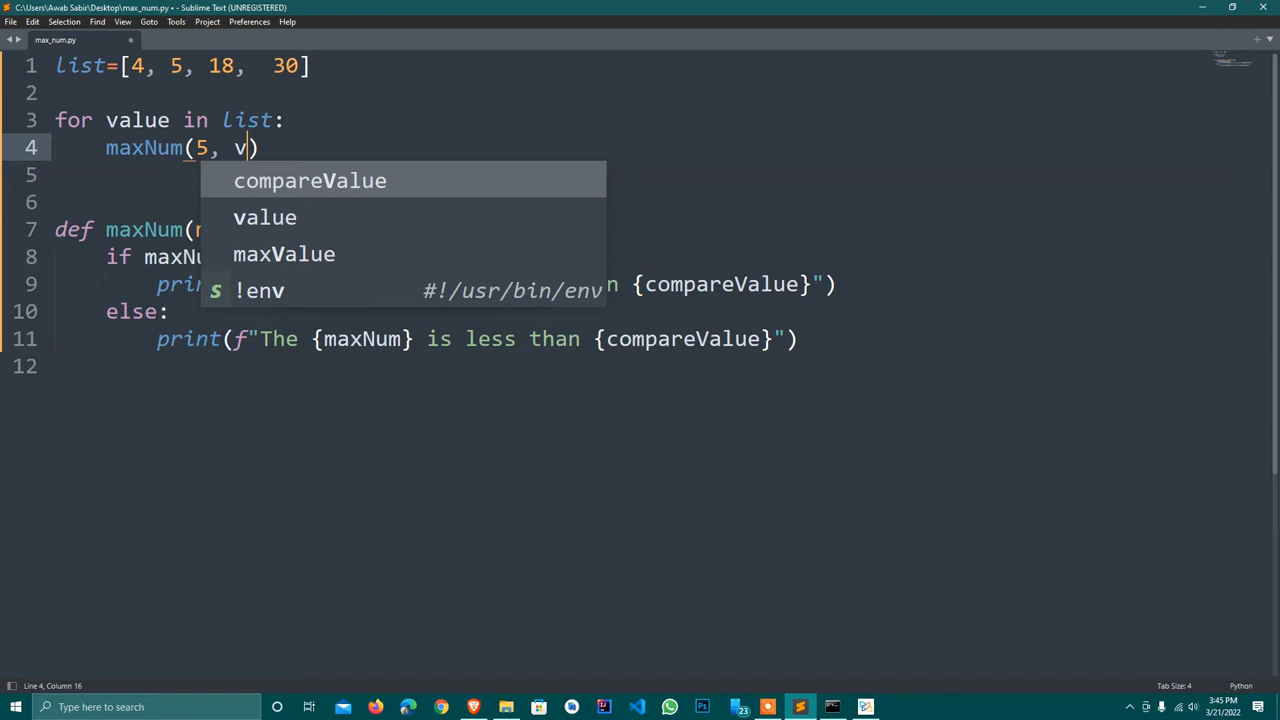 C:\Users\Awab Sabir\Desktop\max_num.py • - Sublime Text (UNREGISTERED)
File Edit Selection Find View Goto Tools Project Preferences Help
max_num.py
1 list=[4, 5, 18,  30]
2
3 for value in list:
4 maxNum(5, v)
compareValue
5
6
value
7 def maxNum(
maxValue
8 if maxNu
!env #!/usr/bin/env
9 prin n {compareValue}")
10 else:
11 print(f"The {maxNum} is less than {compareValue}")
12
Line 4, Column 16 Tab Size: 4 Python
Type here to search
23
3:45 PM
3/21/2022